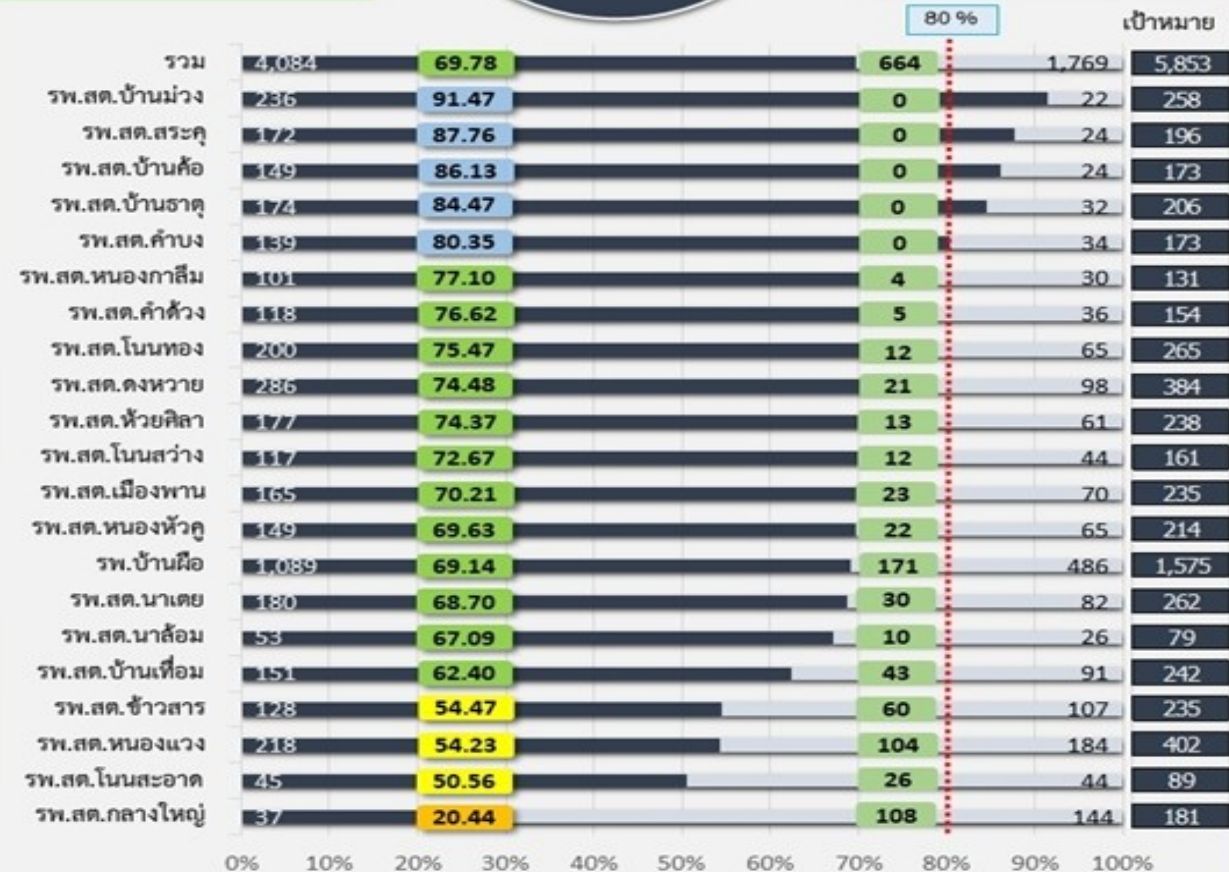 80 %
เป้าหมาย
รวม 4,084 69.78 664 1,769 5,853
รพ.สต.บ้านม่วง 236 91.47 0 22 258
รพ.สต.สระคุ 172 87.76 0 24 196
รพ.สต.บ้านค้อ 149 86.13 0 24 173
รพ.สต.บ้านธาตุ 174 84.47 0 32 206
รพ.สต.คำบง 139 80.35 0 34 173
รพ.สต.หนองกาลึม 101 77.10 4 30 131
รพ.สต.คำด้วง 118 76.62 5 36 154
รพ.สต.โนนทอง 200 75.47 12 65 265
รพ.สต.ดงหวาย 286 74.48 21 98 384
รพ.สต.ห้วยศิลา 177 74.37 13 61 238
รพ.สต.โนนสว่าง 117 72.67 12 44 161
รพ.สต.เมืองพาน 165 70.21 23 70 235
รพ.สต.หนองหัวคู 149 69.63 22 65 214
รพ.บ้านผือ 1,089 69.14 171 486 1,575
รพ.สต.นาเตย 180 68.70 30 82 262
รพ.สต.นาล้อม 53 67.09 10 26 79
รพ.สต.บ้านเทื่อม 151 62.40 43 91 242
รพ.สต.ข้าวสาร 128 54.47 60 107 235
รพ.สต.หนองแวง 218 54.23 104 184 402
รพ.สต.โนนสะอาด 45 50.56 26 44 89
รพ.สต.กลางใหญ่ 37 20.44 108 144 181
0% 10% 20% 30% 40% 50% 60% 70% 80% 90% 100%